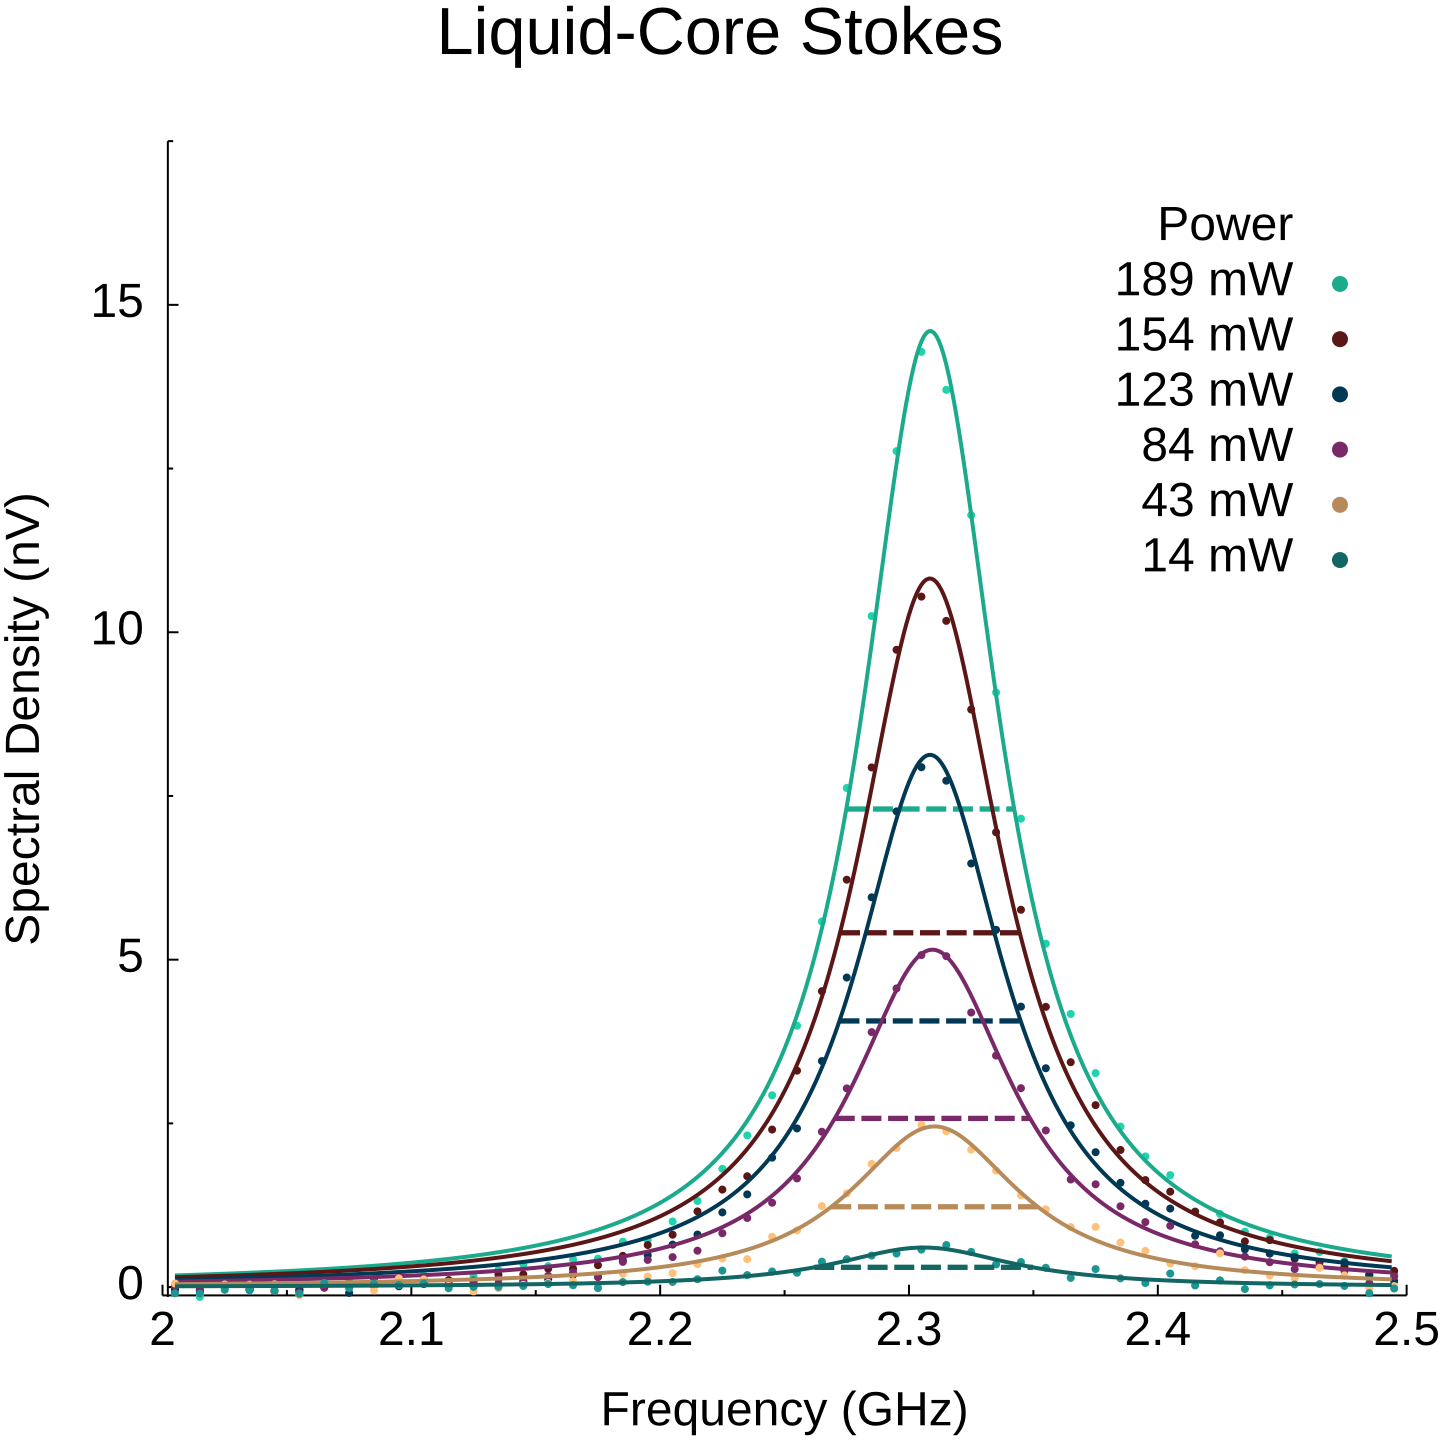 Liquid-Core Stokes
Power
189 mW
154 mW
123 mW
84 mW
43 mW
14 mW
15
10
5
0
Spectral Density (nV)
2 2.1 2.2 2.3 2.4 2.5
Frequency (GHz)